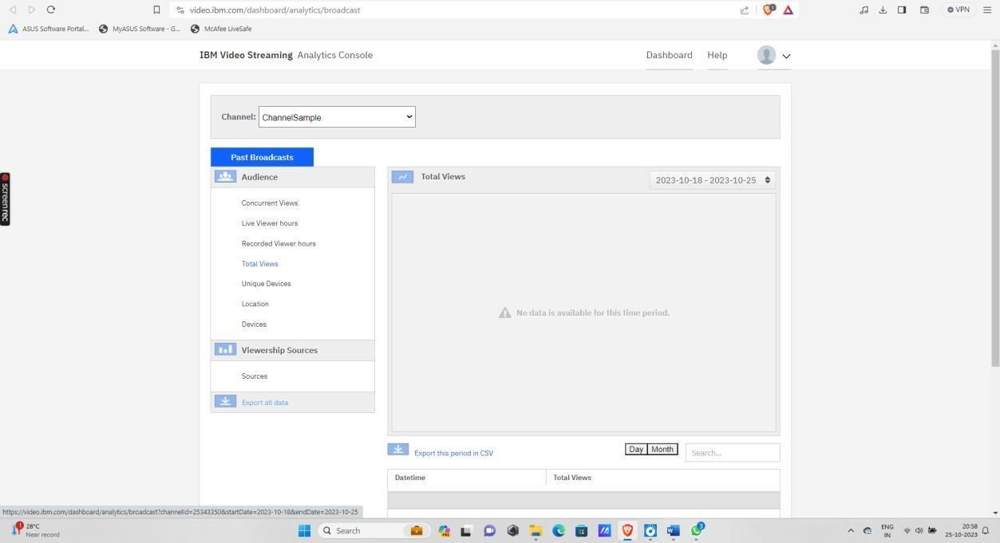 video.ibm.com/dashboard/analytics/broadcast
1
VPN
ASUS Software Portal...
MyASUS Software - G...
McAfee LiveSafe
IBM Video Streaming Analytics Console
Dashboard
Help
Channel:
ChannelSample
Past Broadcasts
Audience
Concurrent Views
Live Viewer hours
Recorded Viewer hours
Total Views
Unique Devices
Location
Devices
Viewership Sources
Sources
Export all data
Total Views
2023-10-18 - 2023-10-25
No data is available for this time period.
Export this period in CSV
Day
Month
Search...
Datetime
Total Views
screenrec
https://video.ibm.com/dashboard/analytics/broadcast?channelId=25343350&startDate=2023-10-18&endDate=2023-10-25
1
28°C
Near record
Search
PRE
3
ENG
IN
20:58
25-10-2023